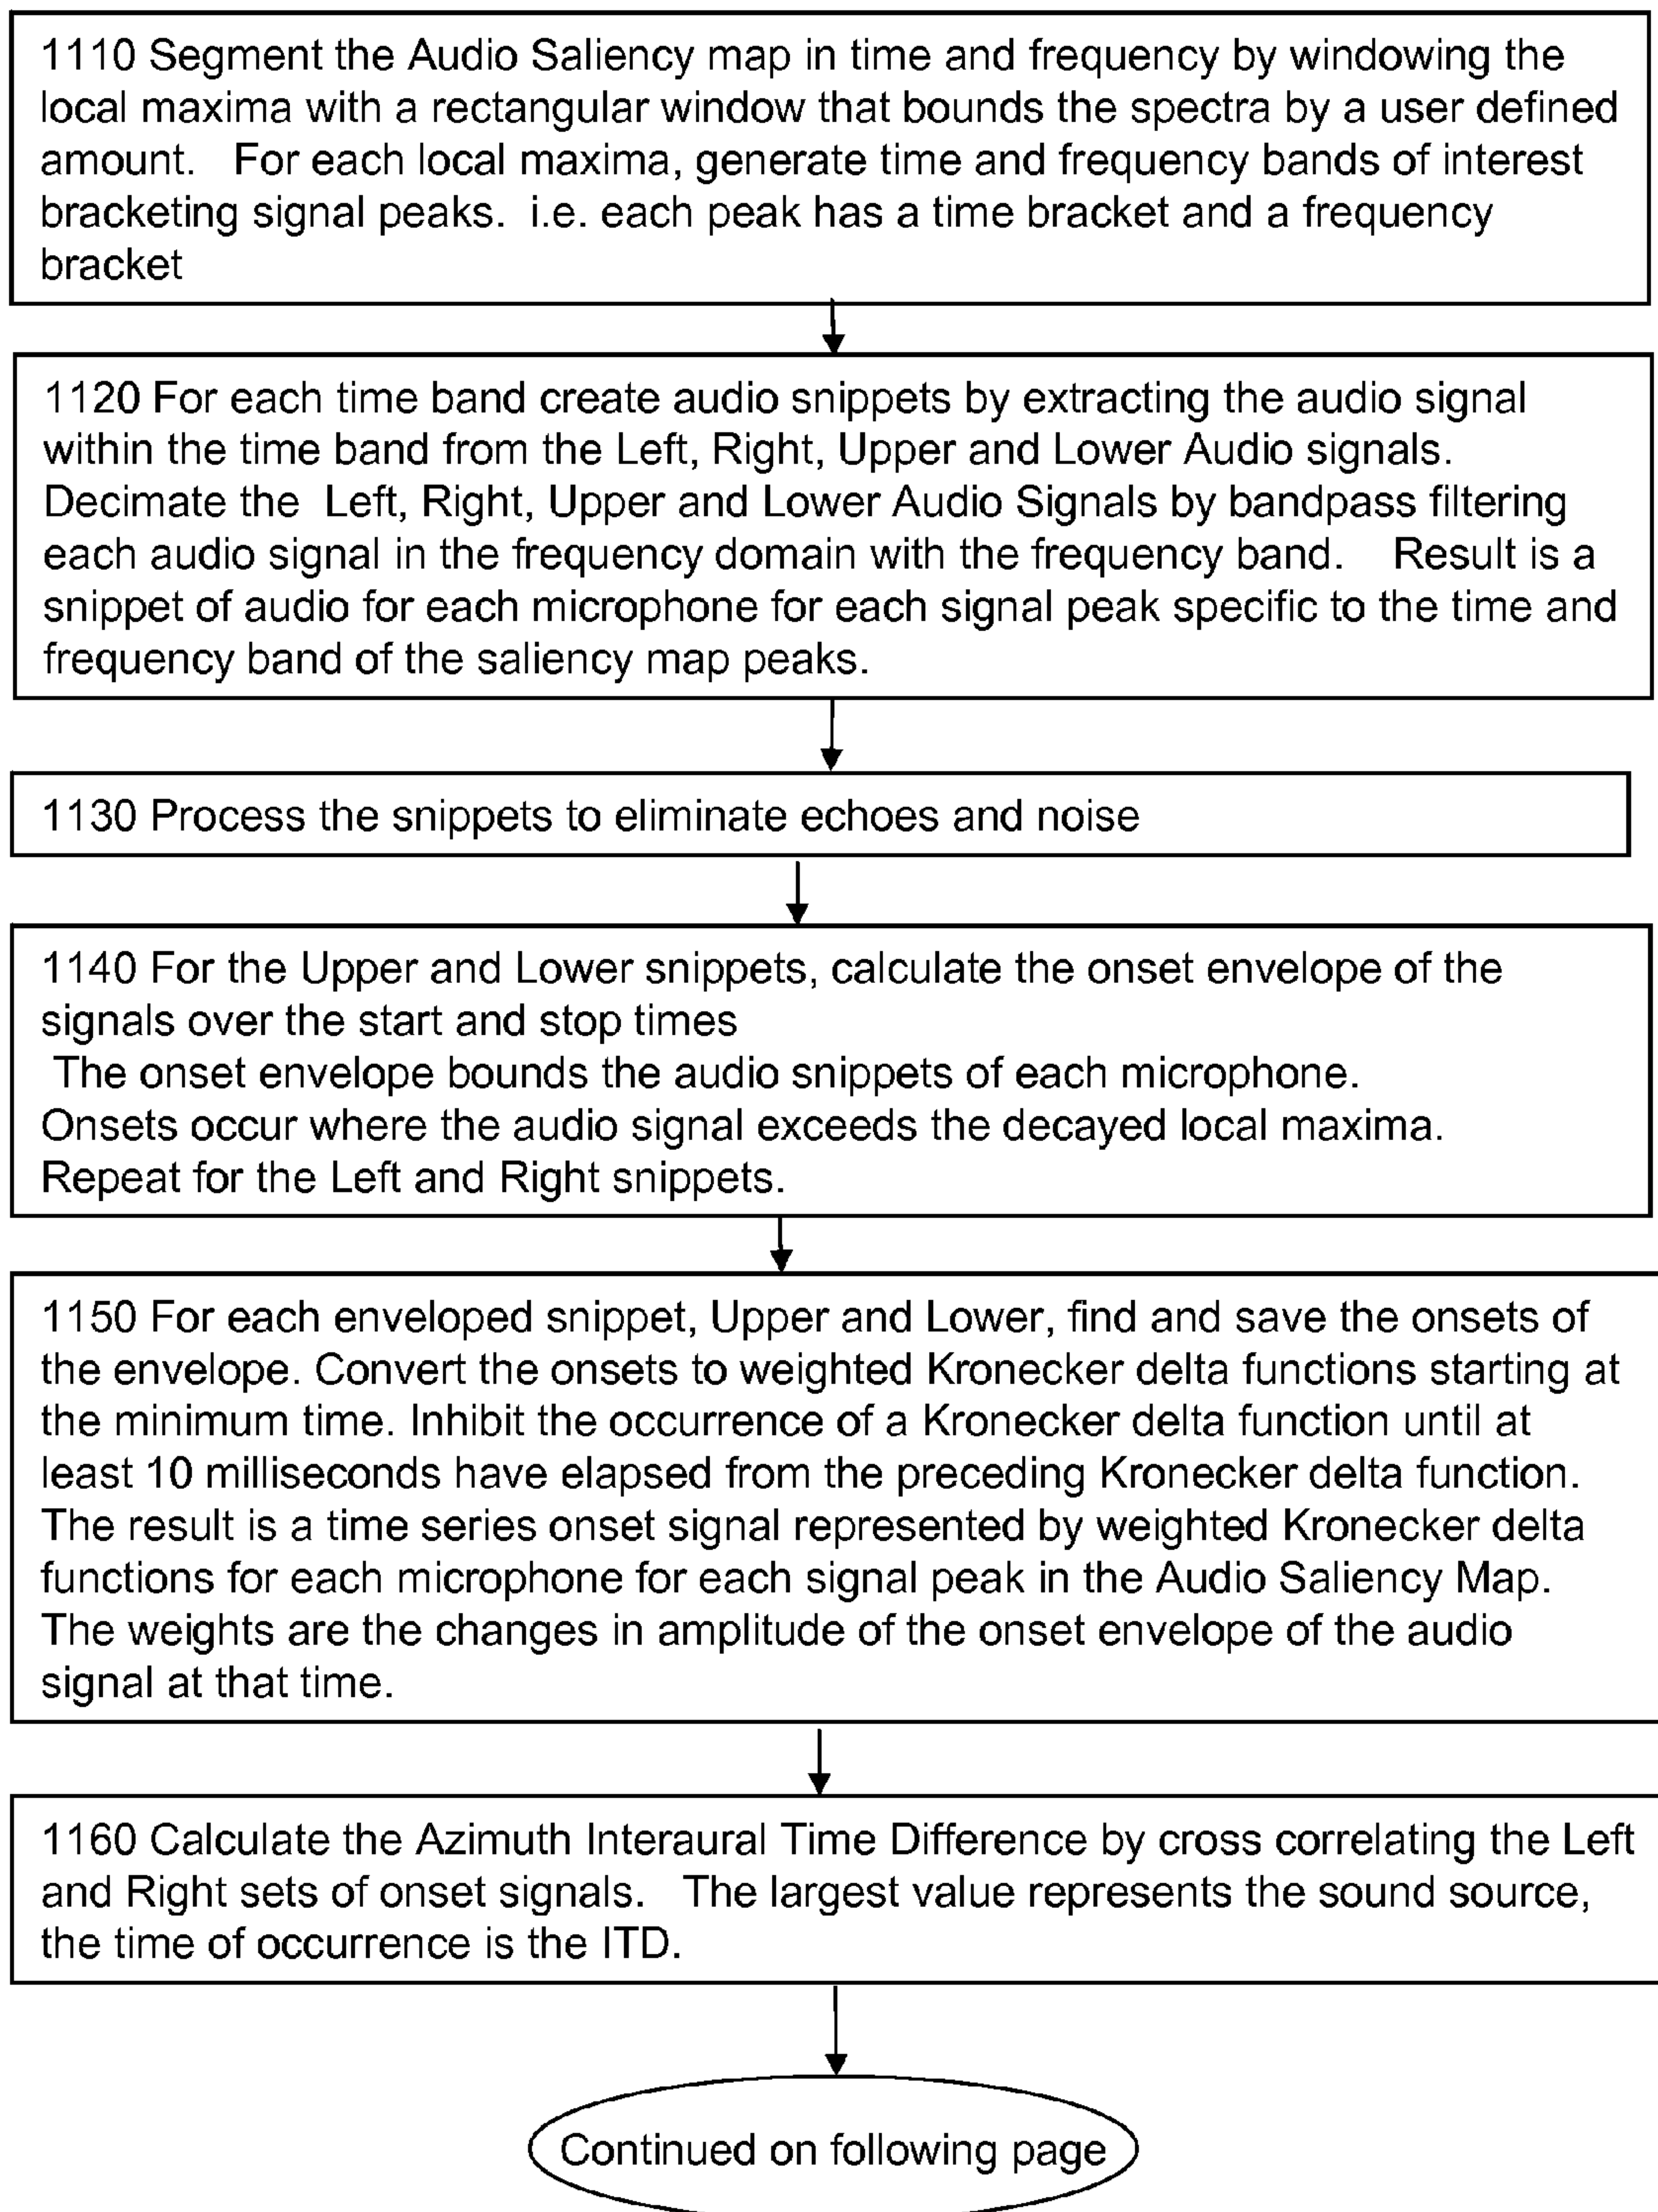 1110 Segment the Audio Saliency map in time and frequency by windowing the
local maxima with a rectangular window that bounds the spectra by a user defined
amount.   For each local maxima, generate time and frequency bands of interest
bracketing signal peaks.  i.e. each peak has a time bracket and a frequency
bracket
1120 For each time band create audio snippets by extracting the audio signal
within the time band from the Left, Right, Upper and Lower Audio signals.
Decimate the  Left, Right, Upper and Lower Audio Signals by bandpass filtering
each audio signal in the frequency domain with the frequency band.    Result is a
snippet of audio for each microphone for each signal peak specific to the time and
frequency band of the saliency map peaks.
1130 Process the snippets to eliminate echoes and noise
1140 For the Upper and Lower snippets, calculate the onset envelope of the
signals over the start and stop times
The onset envelope bounds the audio snippets of each microphone.
Onsets occur where the audio signal exceeds the decayed local maxima.
Repeat for the Left and Right snippets.
1150 For each enveloped snippet, Upper and Lower, find and save the onsets of
the envelope. Convert the onsets to weighted Kronecker delta functions starting at
the minimum time. Inhibit the occurrence of a Kronecker delta function until at
least 10 milliseconds have elapsed from the preceding Kronecker delta function.
The result is a time series onset signal represented by weighted Kronecker delta
functions for each microphone for each signal peak in the Audio Saliency Map.
The weights are the changes in amplitude of the onset envelope of the audio
signal at that time.
1160 Calculate the Azimuth Interaural Time Difference by cross correlating the Left
and Right sets of onset signals.   The largest value represents the sound source,
the time of occurrence is the ITD.
Continued on following page